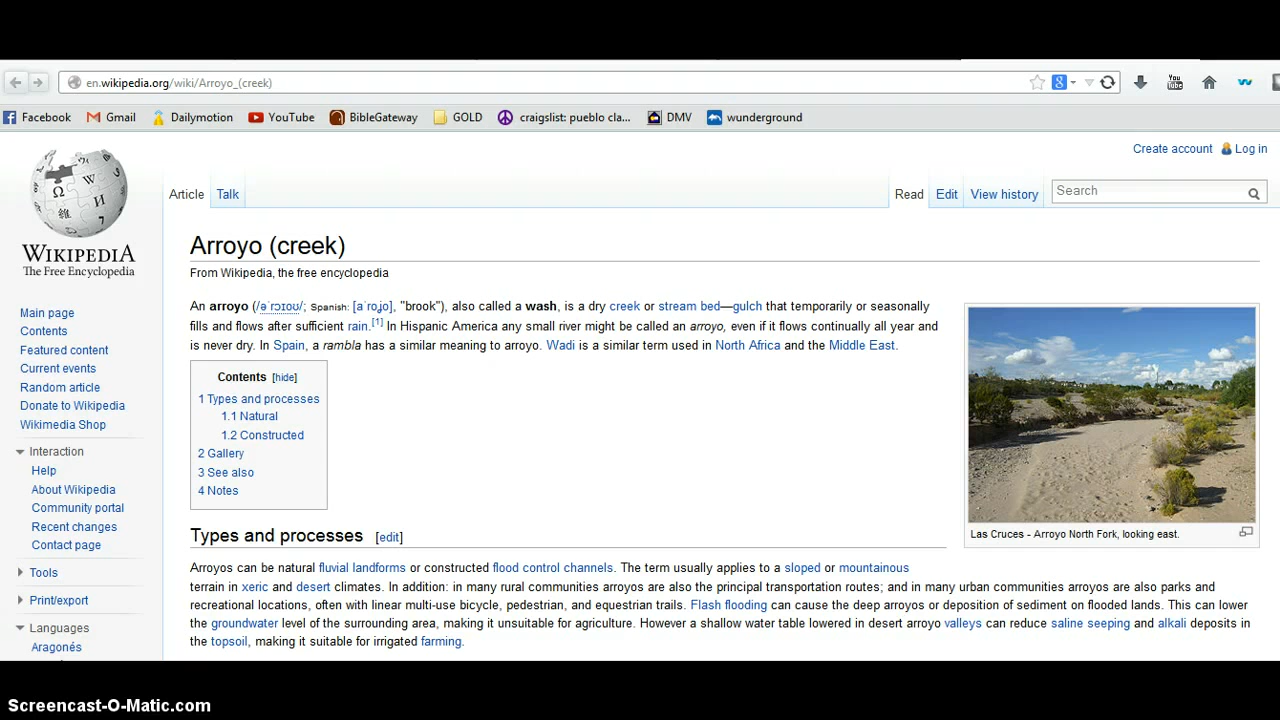 en.wikipedia.org/wiki/Arroyo_(creek)
8
You
Tube
Facebook
Gmail
Dailymotion
YouTube
BibleGateway
GOLD
craigslist: pueblo cla...
DMV
wunderground
Create account
Log in
Article
Talk
Read
Edit
View history
Search
WIKIPEDIA
The Free Encyclopedia
Main page
Contents
Featured content
Current events
Random article
Donate to Wikipedia
Wikimedia Shop
Interaction
Help
About Wikipedia
Community portal
Recent changes
Contact page
Tools
Print/export
Languages
Aragonés
Arroyo (creek)
From Wikipedia, the free encyclopedia
An arroyo (/əˈrɔɪoʊ/; Spanish: [aˈroʝo], "brook"), also called a wash, is a dry creek or stream bed—gulch that temporarily or seasonally
fills and flows after sufficient rain.[1] In Hispanic America any small river might be called an arroyo, even if it flows continually all year and
is never dry. In Spain, a rambla has a similar meaning to arroyo. Wadi is a similar term used in North Africa and the Middle East.
Contents [hide]
1 Types and processes
1.1 Natural
1.2 Constructed
2 Gallery
3 See also
4 Notes
Las Cruces - Arroyo North Fork, looking east.
Types and processes [edit]
Arroyos can be natural fluvial landforms or constructed flood control channels. The term usually applies to a sloped or mountainous
terrain in xeric and desert climates. In addition: in many rural communities arroyos are also the principal transportation routes; and in many urban communities arroyos are also parks and
recreational locations, often with linear multi-use bicycle, pedestrian, and equestrian trails. Flash flooding can cause the deep arroyos or deposition of sediment on flooded lands. This can lower
the groundwater level of the surrounding area, making it unsuitable for agriculture. However a shallow water table lowered in desert arroyo valleys can reduce saline seeping and alkali deposits in
the topsoil, making it suitable for irrigated farming.
Screencast-O-Matic.com